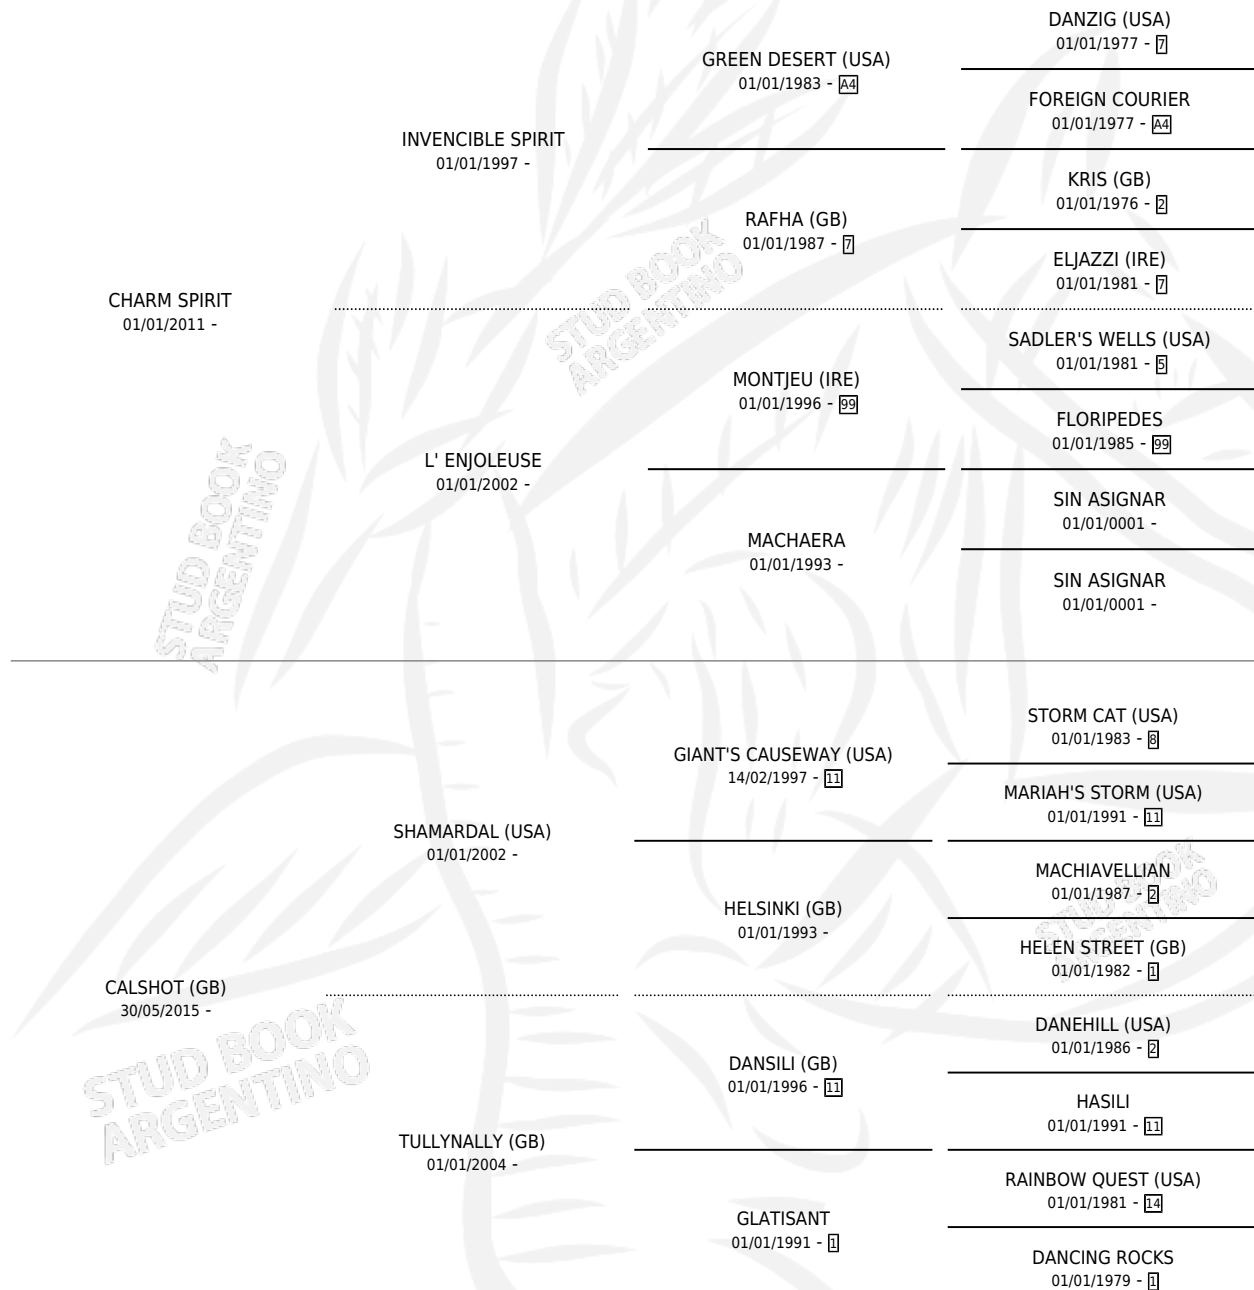 DANZIG (USA)
01/01/1977 - 7
GREEN DESERT (USA)
01/01/1983 - A4
FOREIGN COURIER
01/01/1977 - A4
INVENCIBLE SPIRIT
01/01/1997 -
KRIS (GB)
01/01/1976 - 2
RAFHA (GB)
01/01/1987 - 7
ELJAZZI (IRE)
01/01/1981 - 7
CHARM SPIRIT
01/01/2011 -
SADLER'S WELLS (USA)
01/01/1981 - 5
MONTJEU (IRE)
01/01/1996 - 99
FLORIPEDES
01/01/1985 - 99
L' ENJOLEUSE
01/01/2002 -
SIN ASIGNAR
01/01/0001 -
MACHAERA
01/01/1993 -
SIN ASIGNAR
01/01/0001 -
STORM CAT (USA)
01/01/1983 - 8
GIANT'S CAUSEWAY (USA)
14/02/1997 - 11
MARIAH'S STORM (USA)
01/01/1991 - 11
SHAMARDAL (USA)
01/01/2002 -
MACHIAVELLIAN
01/01/1987 - 2
HELSINKI (GB)
01/01/1993 -
HELEN STREET (GB)
01/01/1982 - 1
CALSHOT (GB)
30/05/2015 -
DANEHILL (USA)
01/01/1986 - 2
DANSILI (GB)
01/01/1996 - 11
HASILI
01/01/1991 - 11
TULLYNALLY (GB)
01/01/2004 -
RAINBOW QUEST (USA)
01/01/1981 - 14
GLATISANT
01/01/1991 - 1
DANCING ROCKS
01/01/1979 - 1
STUD BOOK
ARGENTINO
STUD BOOK
ARGENTINO
STUD BOOK
ARGENTINO
STUD BOOK
ARGENTINO